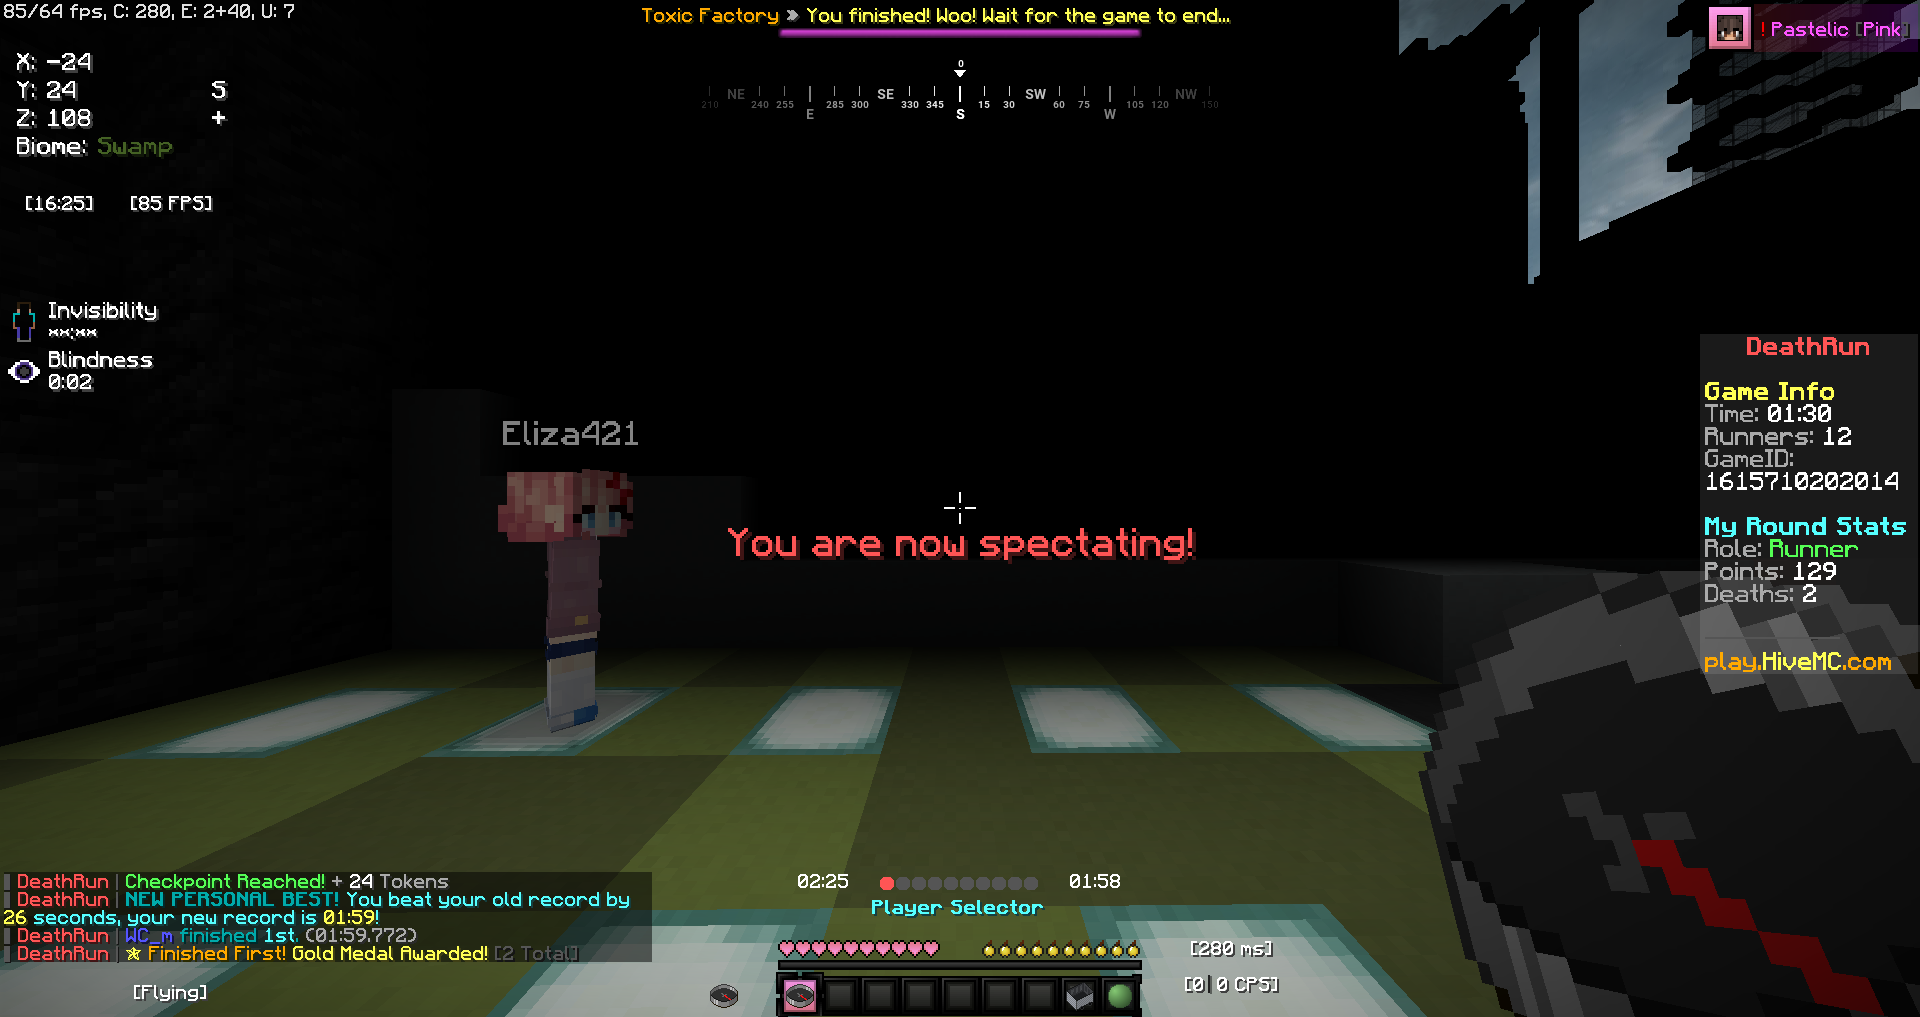 85/64 fps, C: 280, E: 2+40, U: 7
Toxic Factory » You finished! Woo! Wait for the game to end...
! Pastelic [Pink]
X: -24
Y: 24 S
Z: 108 +
Biome: Swamp
[16:25] [85 FPS]
0
210 NE 240 255 E 285 300 SE 330 345 S 15 30 SW 60 75 W 105 120 NW 150
Invisibility
**:**
Blindness
0:02
Eliza421
You are now spectating!
DeathRun
Game Info
Time: 01:30
Runners: 12
GameID:
1615710202014
My Round Stats
Role: Runner
Points: 129
Deaths: 2
play.HiveMC.com
DeathRun | Checkpoint Reached! + 24 Tokens
DeathRun | NEW PERSONAL BEST! You beat your old record by
26 seconds, your new record is 01:59!
DeathRun | WC_m finished 1st. (01:59.772)
DeathRun | ★ Finished First! Gold Medal Awarded! [2 Total]
02:25 01:58
Player Selector
[280 ms]
[0| 0 CPS]
[Flying]